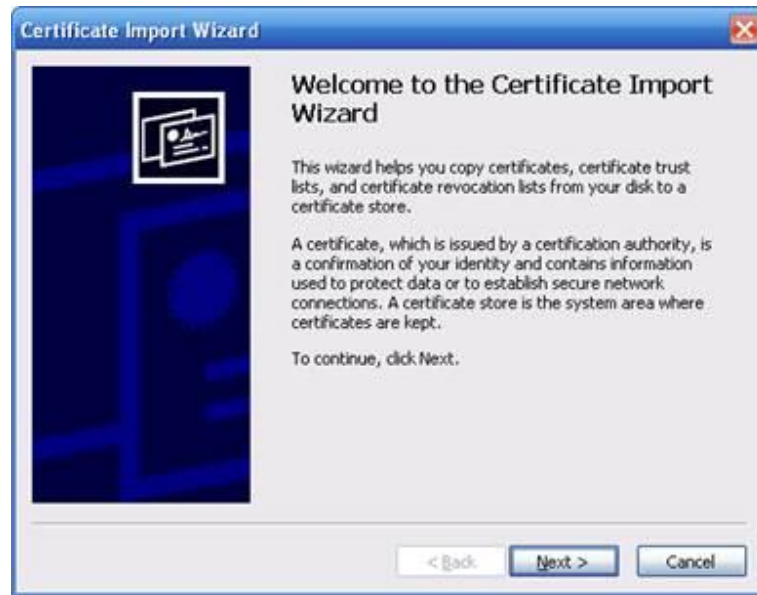 Certificate Import Wizard
Welcome to the Certificate Import
Wizard
This wizard helps you copy certificates, certificate trust
lists, and certificate revocation lists from your disk to a
certificate store.
A certificate, which is issued by a certification authority, is
a confirmation of your identity and contains information
used to protect data or to establish secure network
connections. A certificate store is the system area where
certificates are kept.
To continue, click Next.
< Back Next > Cancel